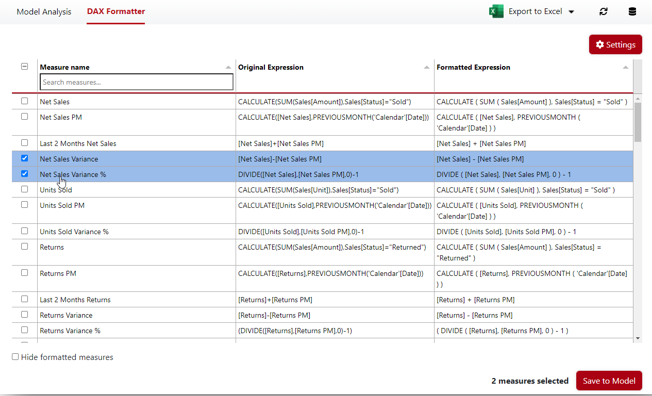 Model Analysis DAX Formatter Export to Excel
Settings
Measure name Original Expression Formatted Expression
Search measures...
Net Sales CALCULATE(SUM(Sales[Amount]),Sales[Status]="Sold") CALCULATE ( SUM ( Sales[Amount] ), Sales[Status] = "Sold" )
Net Sales PM CALCULATE([Net Sales],PREVIOUSMONTH('Calendar'[Date])) CALCULATE ( [Net Sales], PREVIOUSMONTH (
'Calendar'[Date] ) )
Last 2 Months Net Sales [Net Sales]+[Net Sales PM] [Net Sales] + [Net Sales PM]
Net Sales Variance [Net Sales]-[Net Sales PM] [Net Sales] - [Net Sales PM]
Net Sales Variance % DIVIDE([Net Sales],[Net Sales PM],0)-1 DIVIDE ( [Net Sales], [Net Sales PM], 0 ) - 1
Units Sold CALCULATE(SUM(Sales[Unit]),Sales[Status]="Sold") CALCULATE ( SUM ( Sales[Unit] ), Sales[Status] = "Sold" )
Units Sold PM CALCULATE([Units Sold],PREVIOUSMONTH('Calendar'[Date])) CALCULATE ( [Units Sold], PREVIOUSMONTH (
'Calendar'[Date] ) )
Units Sold Variance % DIVIDE([Units Sold],[Units Sold PM],0)-1 DIVIDE ( [Units Sold], [Units Sold PM], 0 ) - 1
Returns CALCULATE(SUM(Sales[Amount]),Sales[Status]="Returned") CALCULATE ( SUM ( Sales[Amount] ), Sales[Status] =
"Returned" )
Returns PM CALCULATE([Returns],PREVIOUSMONTH('Calendar'[Date])) CALCULATE ( [Returns], PREVIOUSMONTH ( 'Calendar'[Date]
) )
Last 2 Months Returns [Returns]+[Returns PM] [Returns] + [Returns PM]
Returns Variance [Returns]-[Returns PM] [Returns] - [Returns PM]
Returns Variance % (DIVIDE([Returns],[Returns PM],0)-1) ( DIVIDE ( [Returns], [Returns PM], 0 ) - 1 )
Hide formatted measures
2 measures selected Save to Model